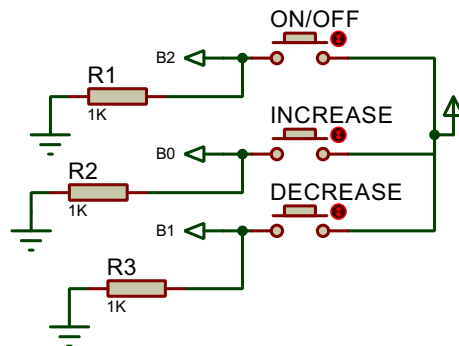 ON/OFF
B2
R1
1K
INCREASE
B0
R2
1K
DECREASE
B1
R3
1K